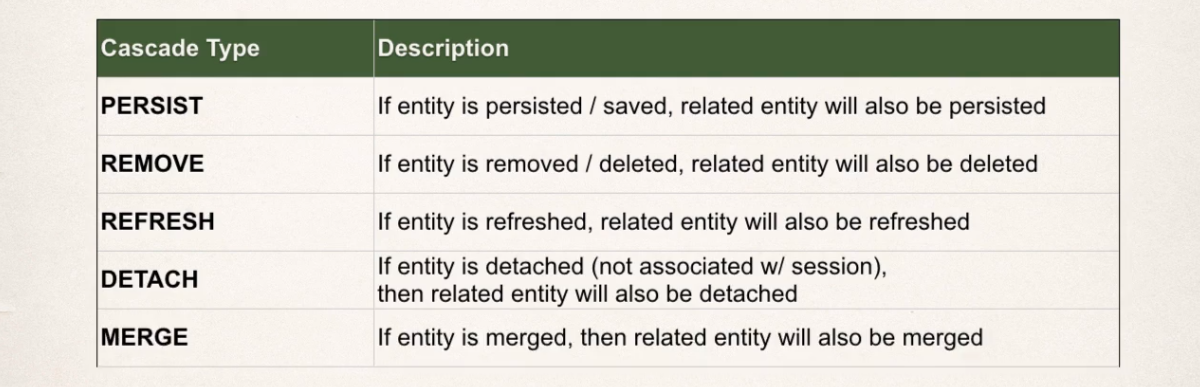 Cascade Type Description
PERSIST If entity is persisted / saved, related entity will also be persisted
REMOVE If entity is removed / deleted, related entity will also be deleted
REFRESH If entity is refreshed, related entity will also be refreshed
DETACH If entity is detached (not associated w/ session),
then related entity will also be detached
MERGE If entity is merged, then related entity will also be merged